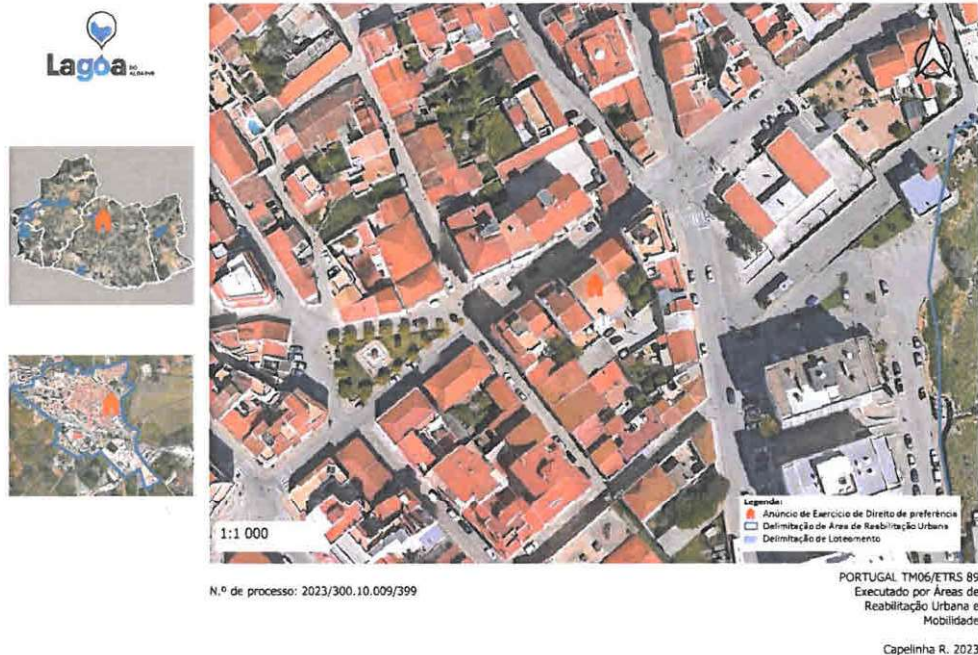 Lagoa DO ALGARVE
1:1 000
Legenda:
Anúncio de Exercício de Direito de preferência
Delimitação de Área de Reabilitação Urbana
Delimitação de Loteamento
N.º de processo: 2023/300.10.009/399
PORTUGAL TM06/ETRS 89
Executado por Áreas de
Reabilitação Urbana e
Mobilidade
Capelinha R. 2023